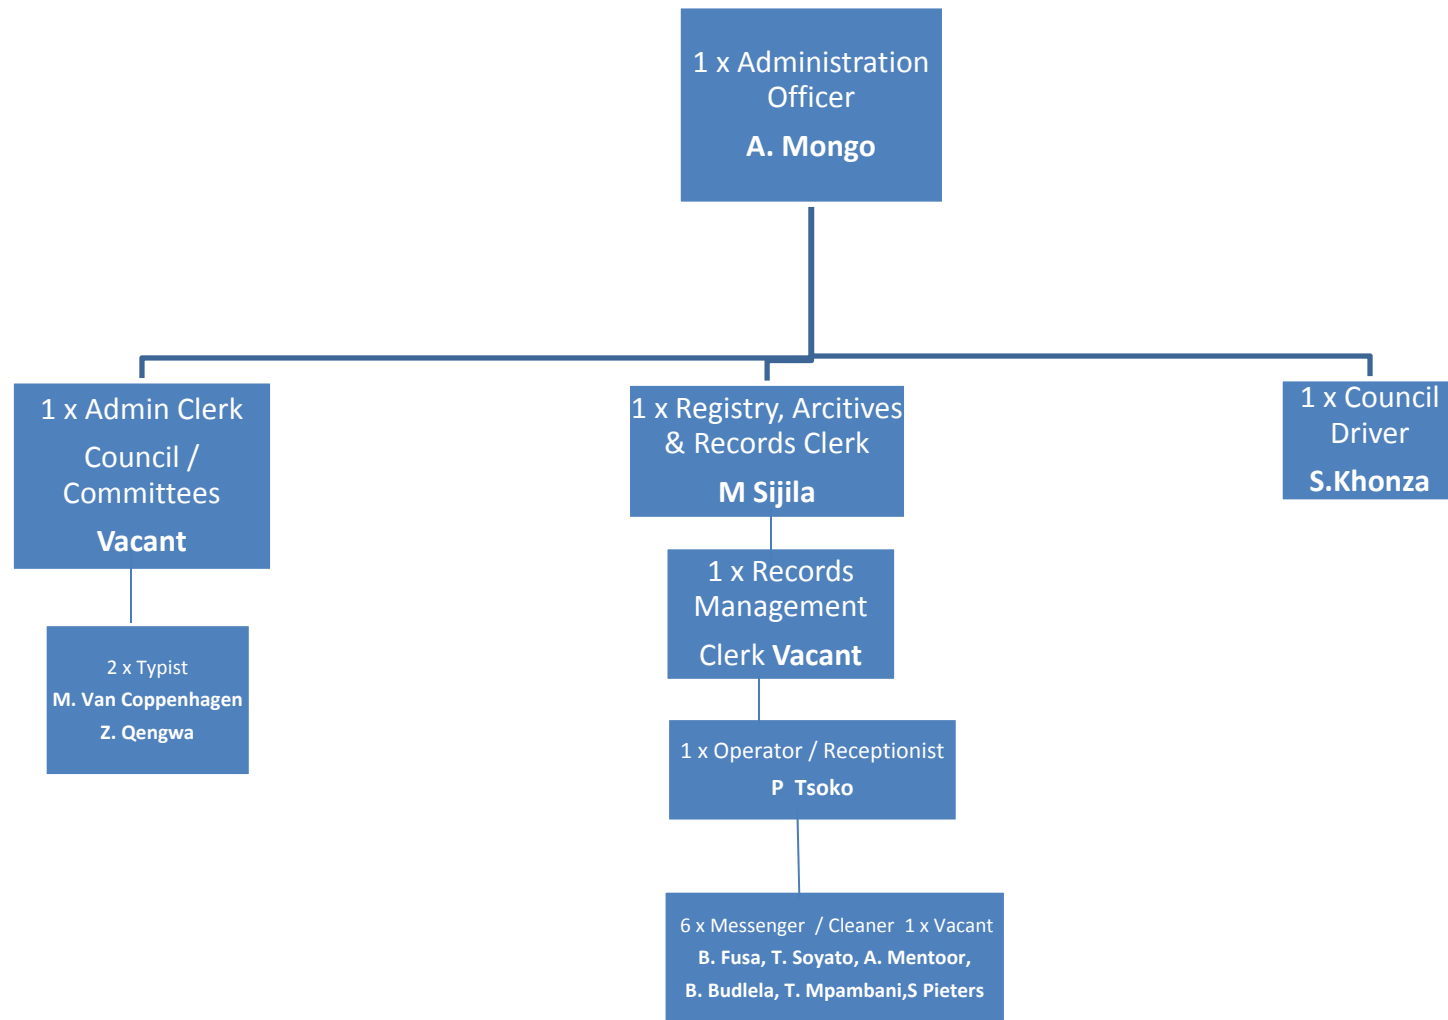 1 x Administration
Officer
A. Mongo
1 x Admin Clerk
Council /
Committees
Vacant
1 x Registry, Arcitives
& Records Clerk
M Sijila
1 x Council
Driver
S.Khonza
1 x Records
Management
Clerk Vacant
2 x Typist
M. Van Coppenhagen
Z. Qengwa
1 x Operator / Receptionist
P Tsoko
6 x Messenger / Cleaner 1 x Vacant
B. Fusa, T. Soyato, A. Mentoor,
B. Budlela, T. Mpambani,S Pieters